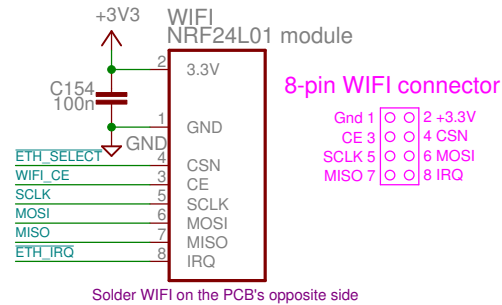 +3V3
WIFI
NRF24L01 module
2
3.3V
C154
100n
1
GND
GND
ETH_SELECT
4
CSN
WIFI_CE
3
CE
SCLK
5
SCLK
MOSI
6
MOSI
MISO
7
MISO
ETH_IRQ
8
IRQ
8-pin WIFI connector
Gnd 1 2 +3.3V
CE 3 4 CSN
SCLK 5 6 MOSI
MISO 7 8 IRQ
Solder WIFI on the PCB's opposite side